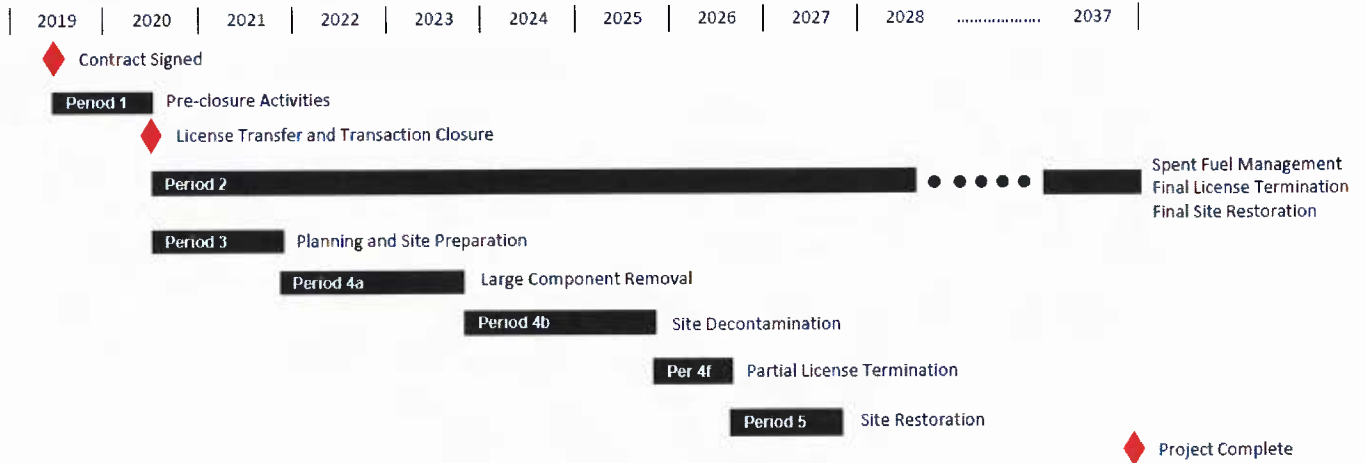 2019 2020 2021 2022 2023 2024 2025 2026 2027 2028 .................... 2037
Contract Signed
Period 1 Pre-closure Activities
License Transfer and Transaction Closure
Period 2
Spent Fuel Management
Final License Termination
Final Site Restoration
Period 3 Planning and Site Preparation
Period 4a Large Component Removal
Period 4b Site Decontamination
Per 4f Partial License Termination
Period 5 Site Restoration
Project Complete